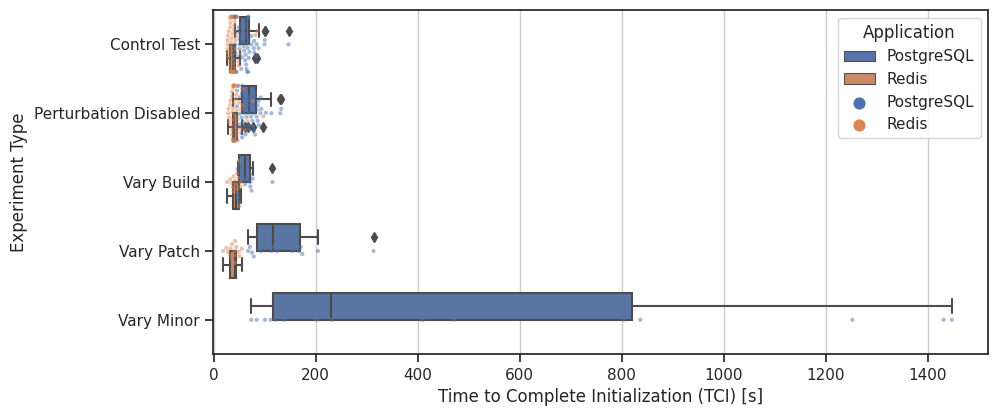 Application
PostgreSQL
Redis
PostgreSQL
Redis
Experiment Type
Control Test
Perturbation Disabled
Vary Build
Vary Patch
Vary Minor
0 200 400 600 800 1000 1200 1400
Time to Complete Initialization (TCI) [s]